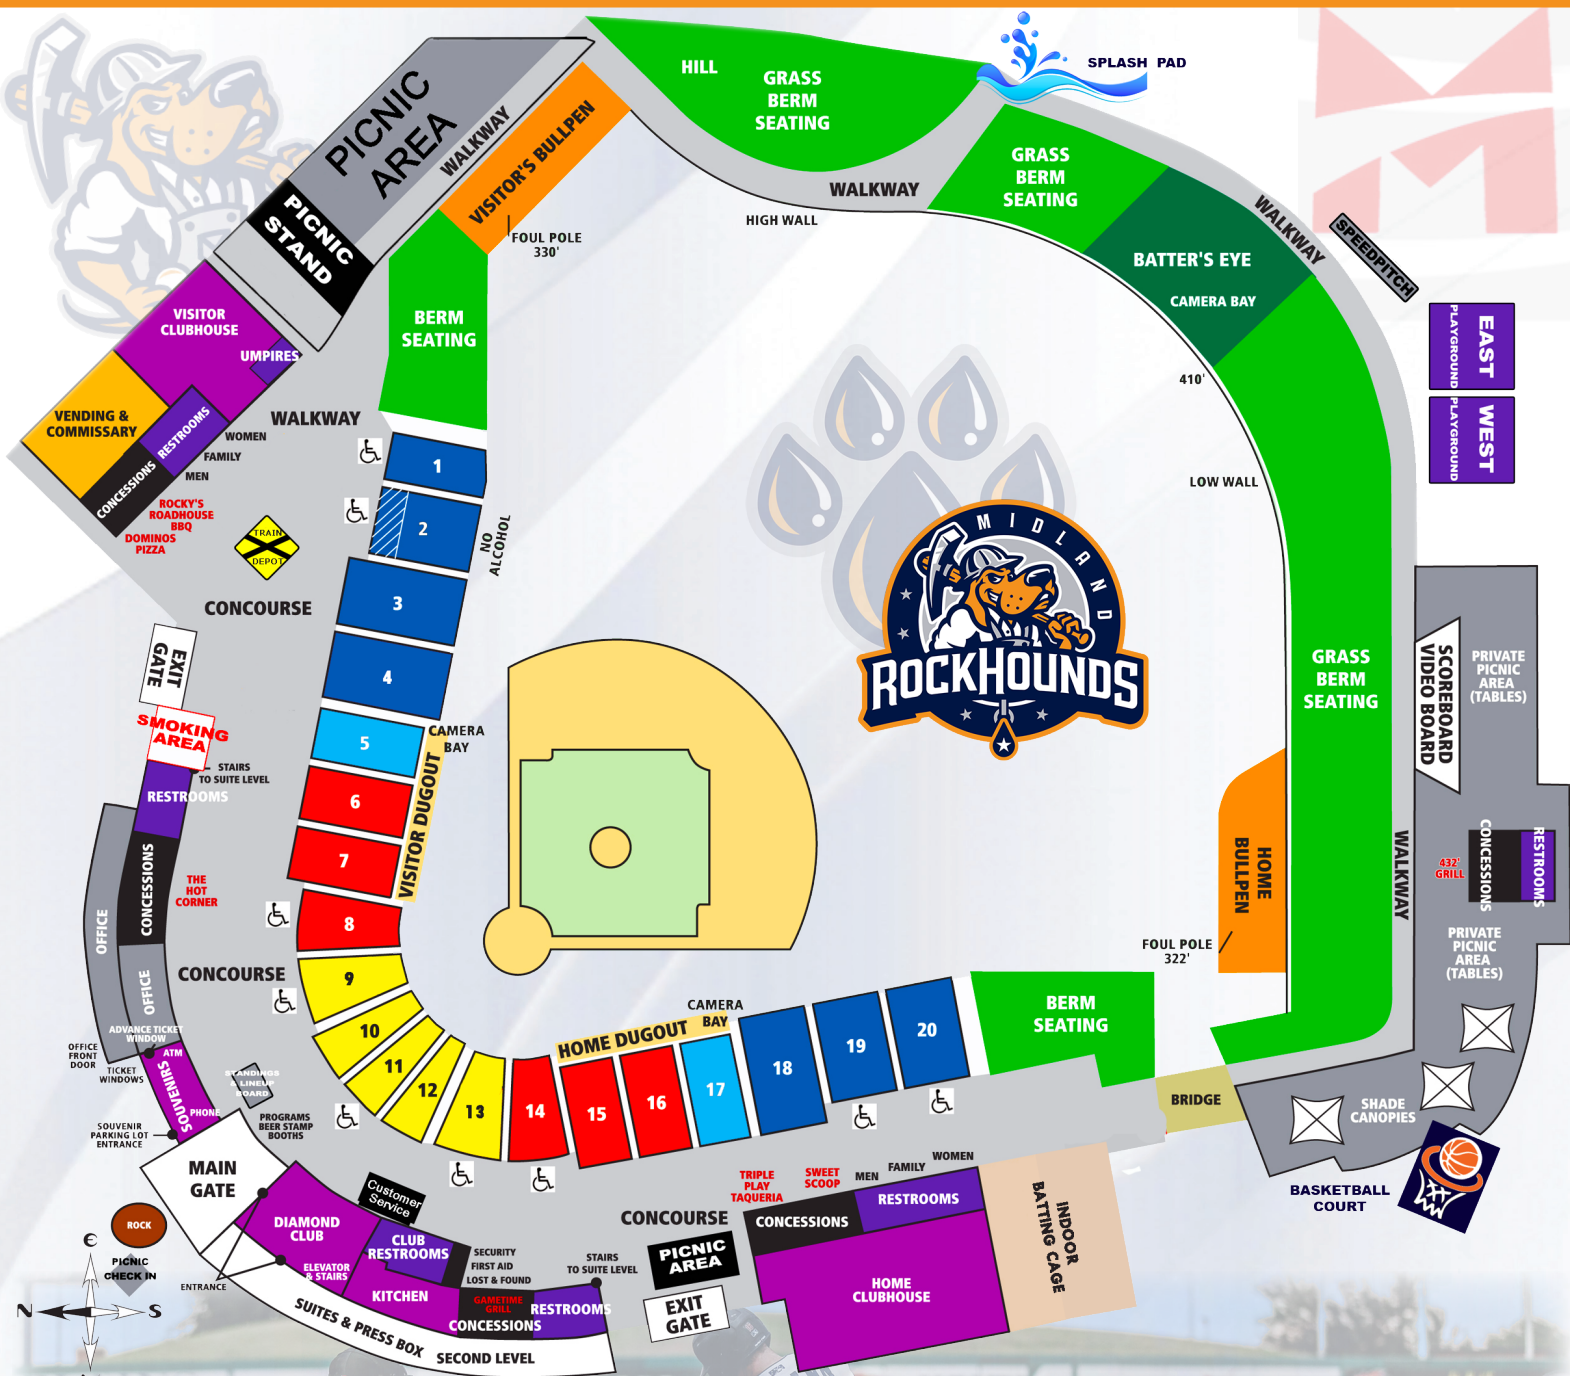 SPLASH PAD
HILL
GRASS
BERM
SEATING
PICNIC
AREA
WALKWAY
VISITOR'S BULLPEN
PICNIC
STAND
GRASS
BERM
SEATING
WALKWAY
HIGH WALL
FOUL POLE
330'
WALKWAY
SPEEDPITCH
BATTER'S EYE
CAMERA BAY
VISITOR
CLUBHOUSE
UMPIRES
BERM
SEATING
EAST
PLAYGROUND
WEST
PLAYGROUND
410'
VENDING &
COMMISSARY
RESTROOMS
CONCESSIONS
WALKWAY
WOMEN
FAMILY
MEN
ROCKY'S
ROADHOUSE
BBQ
DOMINOS
PIZZA
TRAIN
DEPOT
1
2
NO
ALCOHOL
LOW WALL
MIDLAND
ROCKHOUNDS
CONCOURSE
3
4
EXIT
GATE
SMOKING
AREA
STAIRS
TO SUITE LEVEL
RESTROOMS
5
CAMERA
BAY
6
VISITOR DUGOUT
7
8
GRASS
BERM
SEATING
SCOREBOARD
VIDEO BOARD
PRIVATE
PICNIC
AREA
(TABLES)
CONCESSIONS
THE
HOT
CORNER
OFFICE
OFFICE
CONCOURSE
HOME
BULLPEN
WALKWAY
432'
GRILL
CONCESSIONS
RESTROOMS
FOUL POLE
322'
PRIVATE
PICNIC
AREA
(TABLES)
9
10
11
12
13
14
15
16
17
18
19
20
HOME DUGOUT
CAMERA
BAY
BERM
SEATING
BRIDGE
SHADE
CANOPIES
BASKETBALL
COURT
ADVANCE TICKET
WINDOW
OFFICE
FRONT
DOOR
TICKET
WINDOWS
ATM
SOUVENIRS
PHONE
STANDINGS
& LINEUP
BOARD
SOUVENIR
PARKING LOT
ENTRANCE
PROGRAMS
BEER STAMP
BOOTHS
MAIN
GATE
Customer
Service
DIAMOND
CLUB
CLUB
RESTROOMS
ELEVATOR
& STAIRS
KITCHEN
SECURITY
FIRST AID
LOST & FOUND
GAMETIME
GRILL
CONCESSIONS
RESTROOMS
STAIRS
TO SUITE LEVEL
CONCOURSE
PICNIC
AREA
EXIT
GATE
TRIPLE
PLAY
TAQUERIA
SWEET
SCOOP
MEN
FAMILY
WOMEN
CONCESSIONS
RESTROOMS
HOME
CLUBHOUSE
INDOOR
BATTING CAGE
ROCK
PICNIC
CHECK IN
ENTRANCE
SUITES & PRESS BOX
SECOND LEVEL
E
N
S